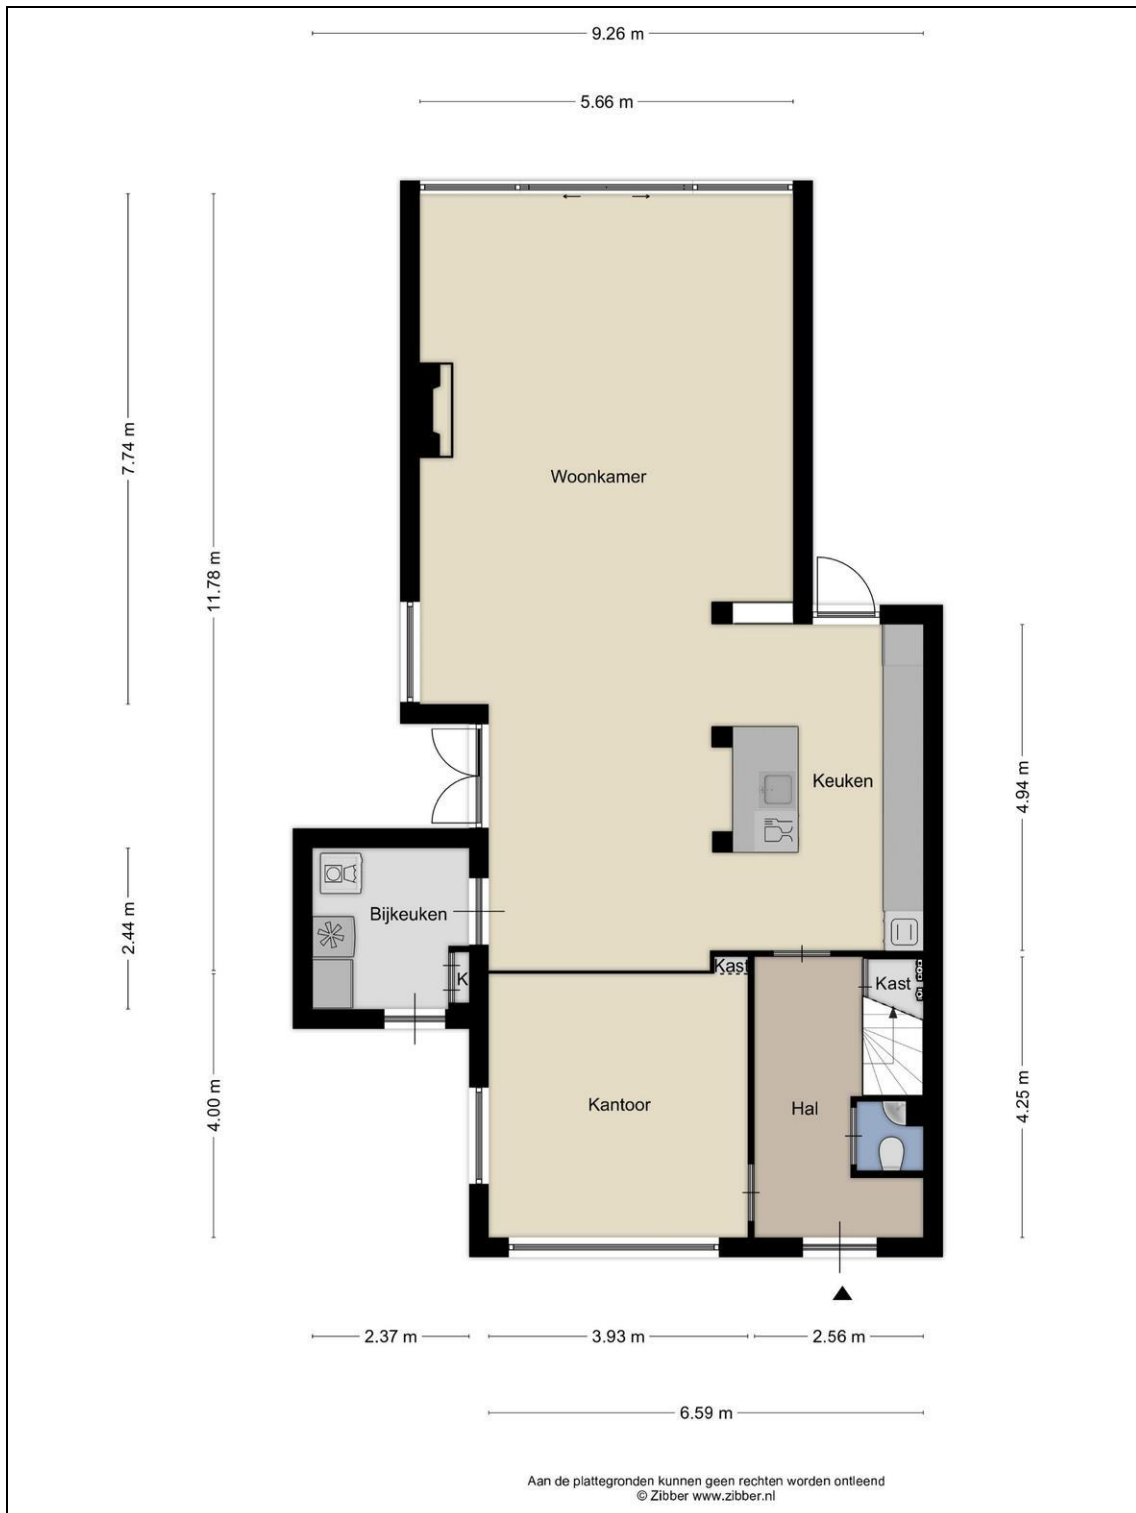 9.26 m
5.66 m
7.74 m
11.78 m
Woonkamer
Keuken
4.94 m
2.44 m
Bijkeuken
K
Kast
Kast
Kantoor
Hal
4.00 m
4.25 m
2.37 m
3.93 m
2.56 m
6.59 m
Aan de plattegronden kunnen geen rechten worden ontleend
© Zibber www.zibber.nl